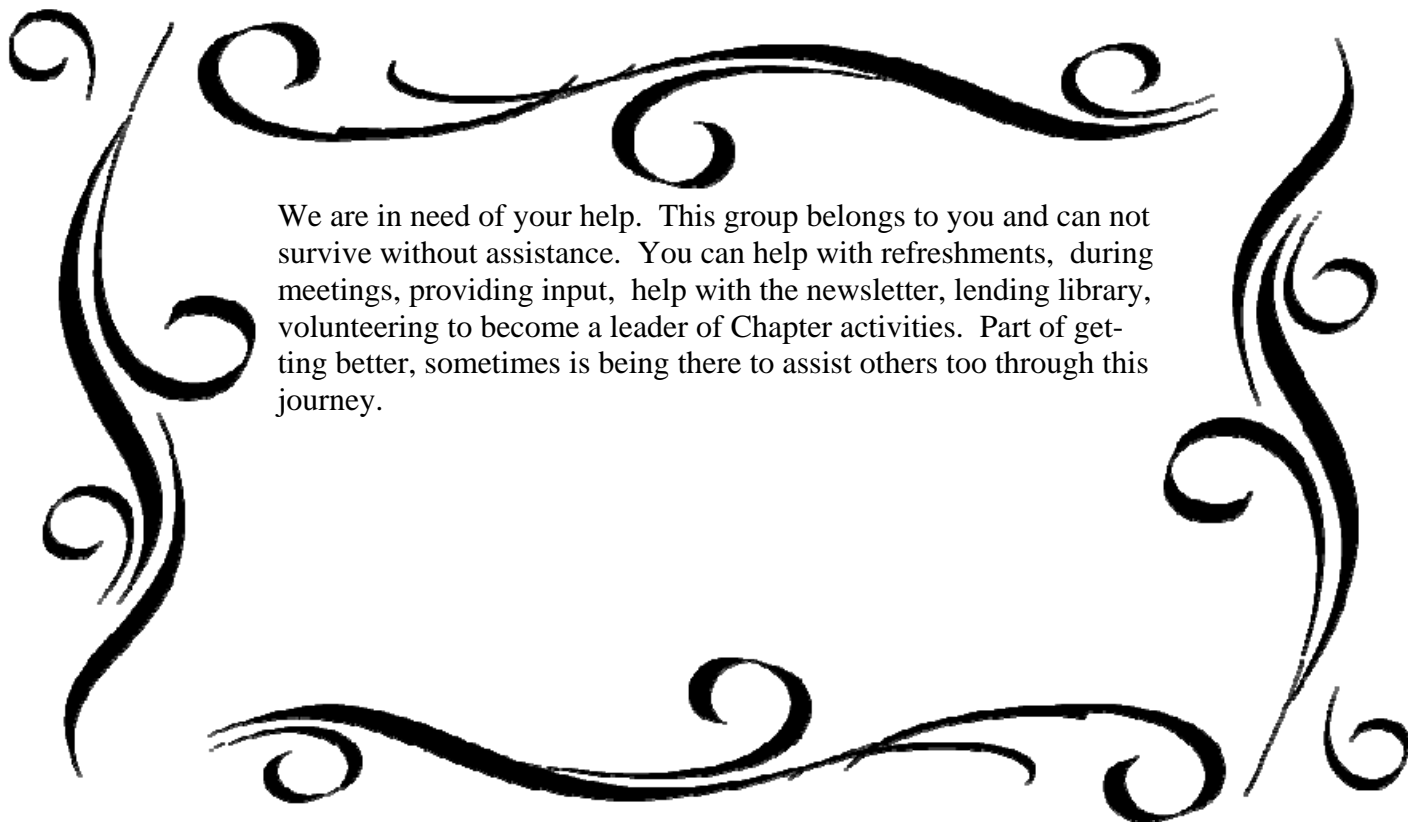 We are in need of your help.  This group belongs to you and can not
survive without assistance.  You can help with refreshments,  during
meetings, providing input,  help with the newsletter, lending library,
volunteering to become a leader of Chapter activities.  Part of get-
ting better, sometimes is being there to assist others too through this
journey.